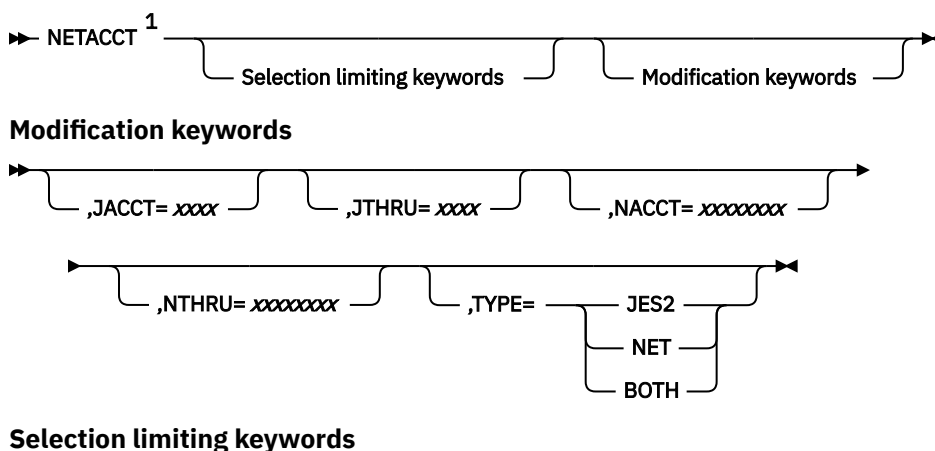 NETACCT 1
Selection limiting keywords Modification keywords
Modification keywords
,JACCT= xxxx ,JTHRU= xxxx ,NACCT= xxxxxxxx
,NTHRU= xxxxxxxx ,TYPE= JES2
NET
BOTH
Selection limiting keywords